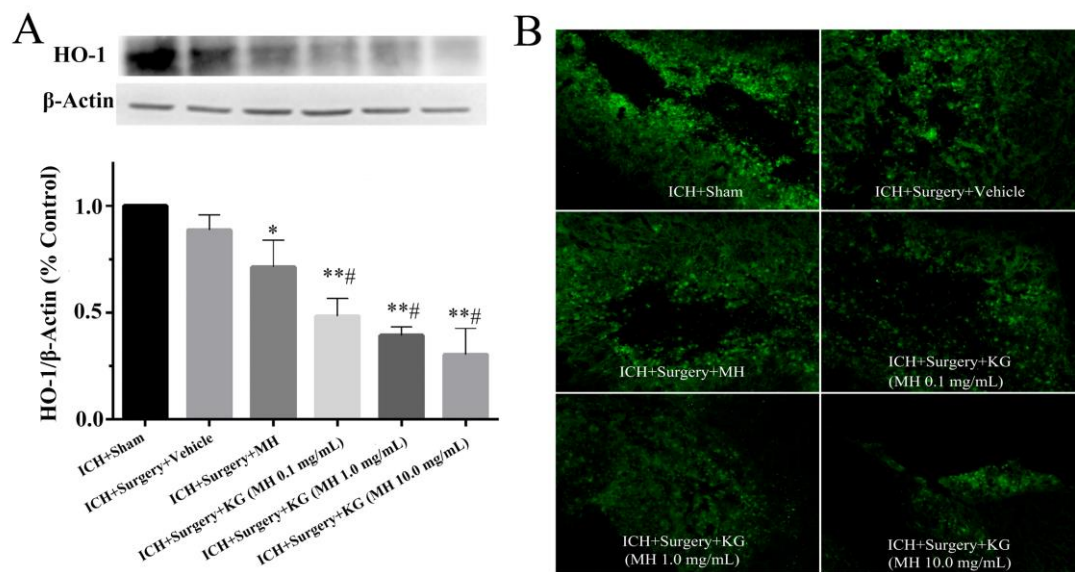 A
HO-1
β-Actin
HO-1/β-Actin (% Control)
1.0
0.5
0.0
*
**#
**#
**#
ICH+Sham
ICH+Surgery+Vehicle
ICH+Surgery+MH
ICH+Surgery+KG (MH 0.1 mg/mL)
ICH+Surgery+KG (MH 1.0 mg/mL)
ICH+Surgery+KG (MH 10.0 mg/mL)
B
ICH+Sham
ICH+Surgery+Vehicle
ICH+Surgery+MH
ICH+Surgery+KG
(MH 0.1 mg/mL)
ICH+Surgery+KG
(MH 1.0 mg/mL)
ICH+Surgery+KG
(MH 10.0 mg/mL)